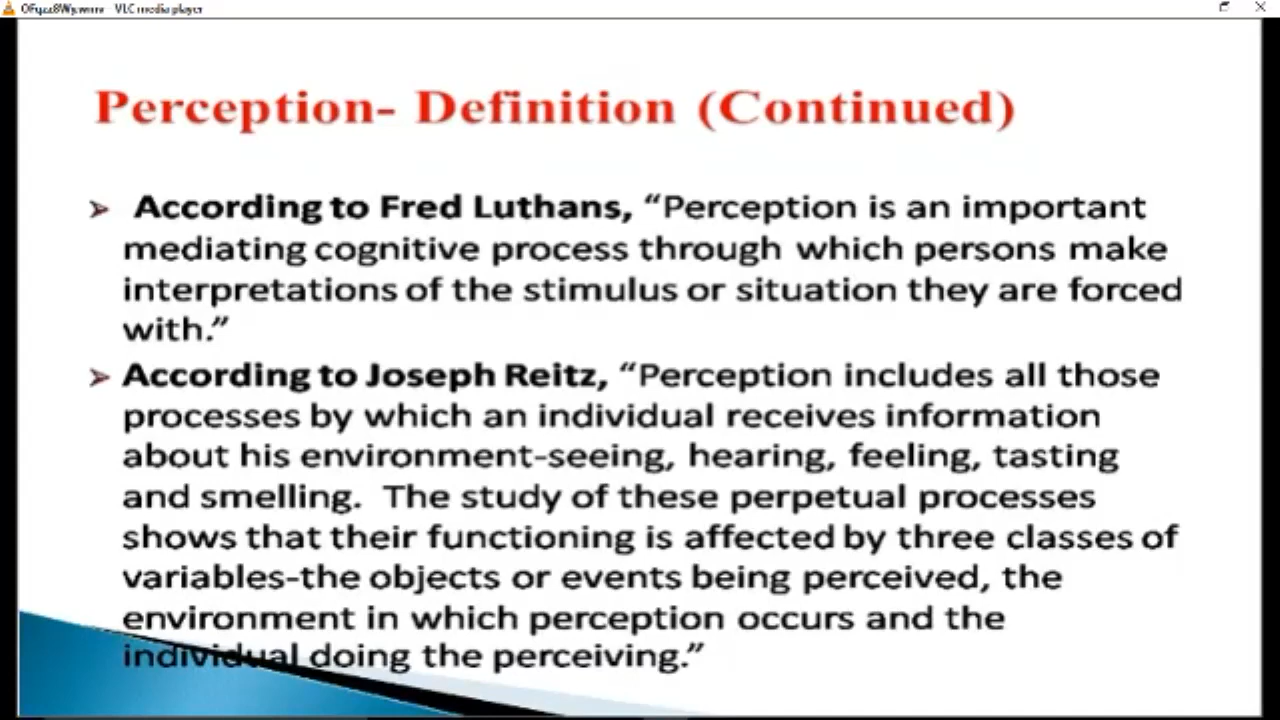 VLC media player
Perception- Definition (Continued)
According to Fred Luthans, “Perception is an important
mediating cognitive process through which persons make
interpretations of the stimulus or situation they are forced
with.”
According to Joseph Reitz, “Perception includes all those
processes by which an individual receives information
about his environment-seeing, hearing, feeling, tasting
and smelling. The study of these perpetual processes
shows that their functioning is affected by three classes of
variables-the objects or events being perceived, the
environment in which perception occurs and the
individual doing the perceiving.”